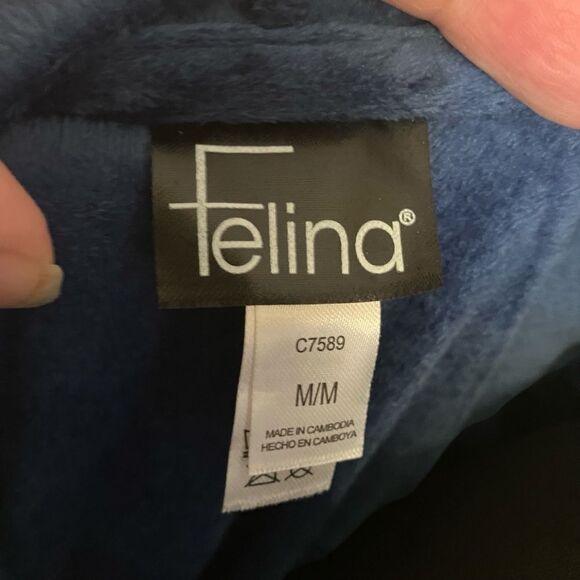 Felina®
C7589
M/M
MADE IN CAMBODIA
HECHO EN CAMBOYA